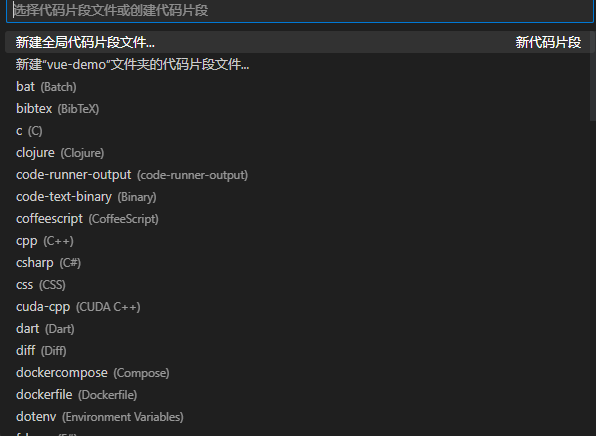 选择代码片段文件或创建代码片段
新建全局代码片段文件... 新代码片段
新建“vue-demo”文件夹的代码片段文件...
bat (Batch)
bibtex (BibTeX)
c (C)
clojure (Clojure)
code-runner-output (code-runner-output)
code-text-binary (Binary)
coffeescript (CoffeeScript)
cpp (C++)
csharp (C#)
css (CSS)
cuda-cpp (CUDA C++)
dart (Dart)
diff (Diff)
dockercompose (Compose)
dockerfile (Dockerfile)
dotenv (Environment Variables)